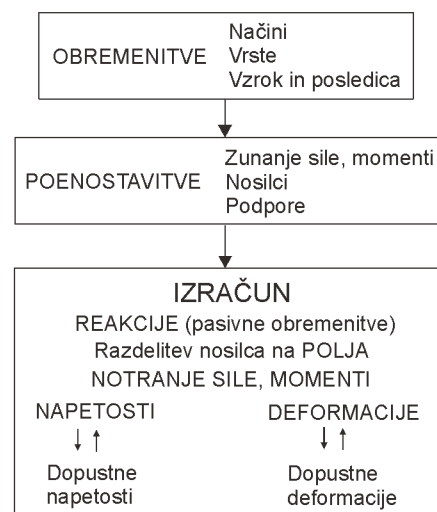 Načini
OBREMENITVE Vrste
Vzrok in posledica
Zunanje sile, momenti
POENOSTAVITVE Nosilci
Podpore
IZRAČUN
REAKCIJE (pasivne obremenitve)
Razdelitev nosilca na POLJA
NOTRANJE SILE, MOMENTI
NAPETOSTI DEFORMACIJE
Dopustne Dopustne
napetosti deformacije